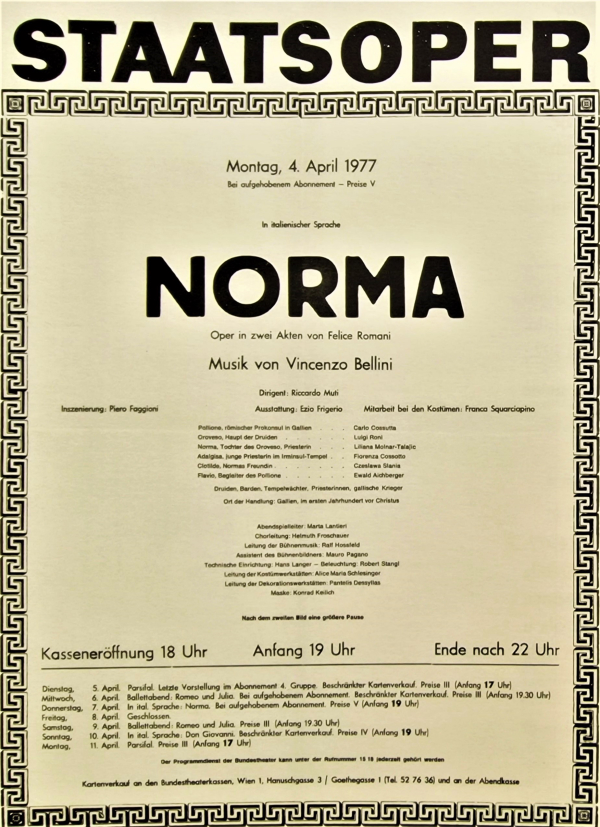 STAATSOPER
Montag, 4. April 1977
Bei aufgehobenem Abonnement – Preise V
In italienischer Sprache
NORMA
Oper in zwei Akten von Felice Romani
Musik von Vincenzo Bellini
Dirigent: Riccardo Muti
Inszenierung: Piero Faggioni Ausstattung: Ezio Frigerio Mitarbeit bei den Kostümen: Franca Squarciapino
Pollione, römischer Prokonsul in Gallien . . . . Carlo Cossutta
Oroveso, Haupt der Druiden . . . . Luigi Roni
Norma, Tochter des Oroveso, Priesterin . . . . Liliana Molnar-Talajic
Adalgisa, junge Priesterin im Irminsul-Tempel . . Fiorenza Cossotto
Clotilde, Normas Freundin . . . . . . Czeslawa Slania
Flavio, Begleiter des Pollione . . . . . . Ewald Aichberger
Druiden, Barden, Tempelwächter, Priesterinnen, gallische Krieger
Ort der Handlung: Gallien, im ersten Jahrhundert vor Christus
Abendspielleiter: Marta Lantieri
Chorleitung: Helmuth Froschauer
Leitung der Bühnenmusik: Ralf Hossfeld
Assistent des Bühnenbildners: Mauro Pagano
Technische Einrichtung: Hans Langer – Beleuchtung: Robert Stangl
Leitung der Kostümwerkstätten: Alice Maria Schlesinger
Leitung der Dekorationswerkstätten: Pantelis Dessyllas
Maske: Konrad Keilich
Nach dem zweiten Bild eine größere Pause
Kasseneröffnung 18 Uhr Anfang 19 Uhr Ende nach 22 Uhr
Dienstag, 5. April. Parsifal. Letzte Vorstellung im Abonnement 4. Gruppe. Beschränkter Kartenverkauf. Preise III (Anfang 17 Uhr)
Mittwoch, 6. April. Ballettabend: Romeo und Julia. Bei aufgehobenem Abonnement. Beschränkter Kartenverkauf. Preise III (Anfang 19.30 Uhr)
Donnerstag, 7. April. In ital. Sprache: Norma. Bei aufgehobenem Abonnement. Preise V (Anfang 19 Uhr)
Freitag, 8. April. Geschlossen.
Samstag, 9. April. Ballettabend: Romeo und Julia. Preise III (Anfang 19.30 Uhr)
Sonntag, 10. April. In ital. Sprache: Don Giovanni. Beschränkter Kartenverkauf. Preise IV (Anfang 19 Uhr)
Montag, 11. April. Parsifal. Preise III (Anfang 17 Uhr)
Der Programmdienst der Bundestheater kann unter der Rufnummer 15 18 jederzeit gehört werden
Kartenverkauf an den Bundestheaterkassen, Wien 1, Hanuschgasse 3 / Goethegasse 1 (Tel. 52 76 36) und an der Abendkasse